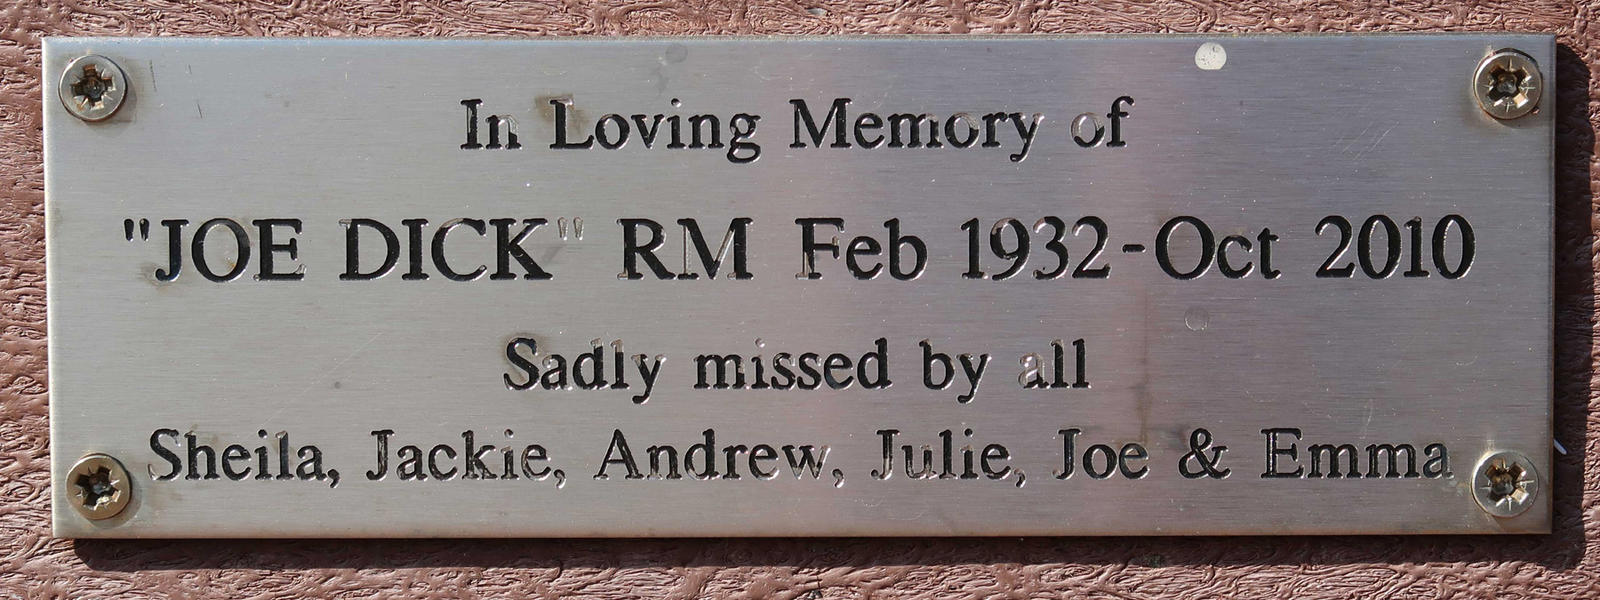 In Loving Memory of
"JOE DICK" RM Feb 1932-Oct 2010
Sadly missed by all
Sheila, Jackie, Andrew, Julie, Joe & Emma